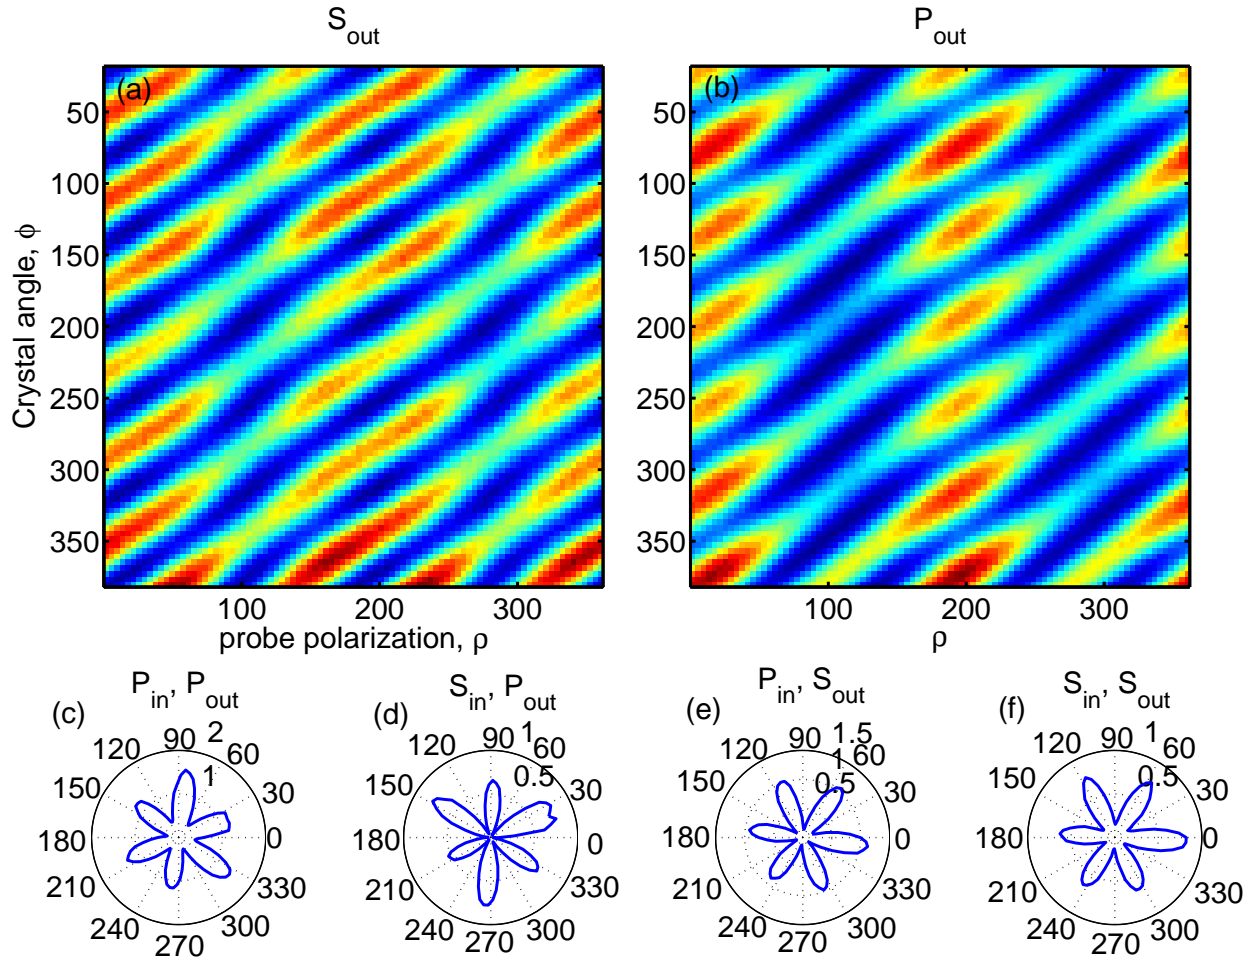 S_out P_out
(a) (b)
50 50
100 100
150 150
200 200
250 250
300 300
350 350
Crystal angle, ϕ
100 200 300 100 200 300
probe polarization, ρ ρ
(c) P_in, P_out (d) S_in, P_out (e) P_in, S_out (f) S_in, S_out
90 2 90 1 90 1.5 90 1
120 60 120 60 120 1 60 120 60
150 1 30 150 0.5 30 150 0.5 30 150 0.5 30
180 0 180 0 180 0 180 0
210 330 210 330 210 330 210 330
240 300 240 300 240 300 240 300
270 270 270 270